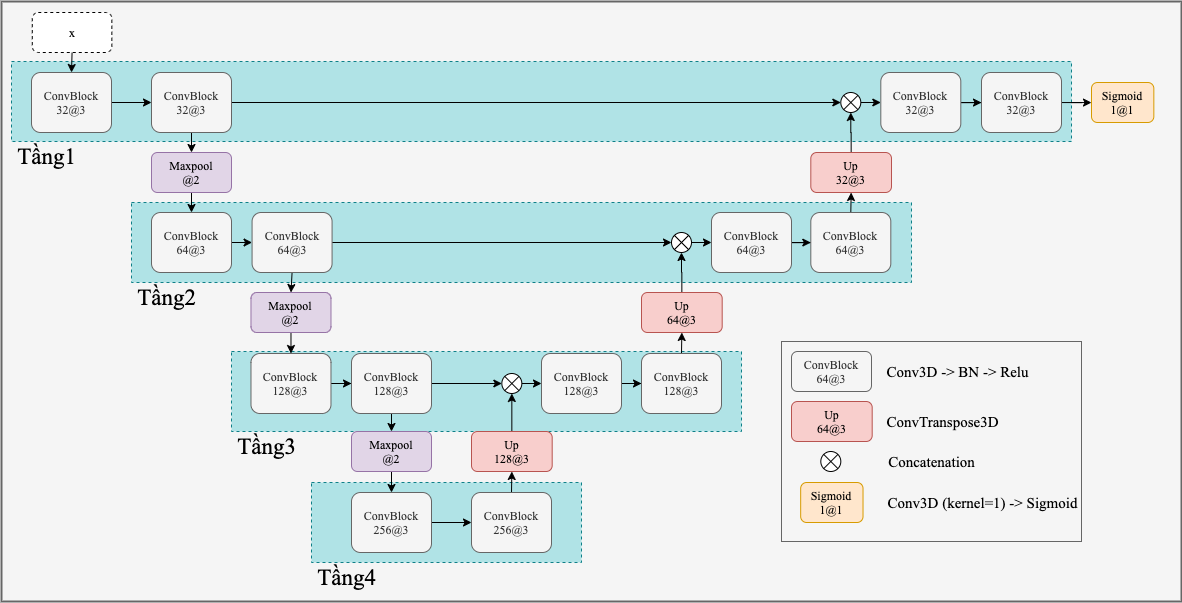 x
ConvBlock
32@3
ConvBlock
32@3
ConvBlock
32@3
ConvBlock
32@3
Sigmoid
1@1
Tầng1
Maxpool
@2
Up
32@3
ConvBlock
64@3
ConvBlock
64@3
ConvBlock
64@3
ConvBlock
64@3
Tầng2
Maxpool
@2
Up
64@3
ConvBlock
128@3
ConvBlock
128@3
ConvBlock
128@3
ConvBlock
128@3
Tầng3
Maxpool
@2
Up
128@3
ConvBlock
256@3
ConvBlock
256@3
Tầng4
ConvBlock
64@3
Conv3D -> BN -> Relu
Up
64@3
ConvTranspose3D
Concatenation
Sigmoid
1@1
Conv3D (kernel=1) -> Sigmoid